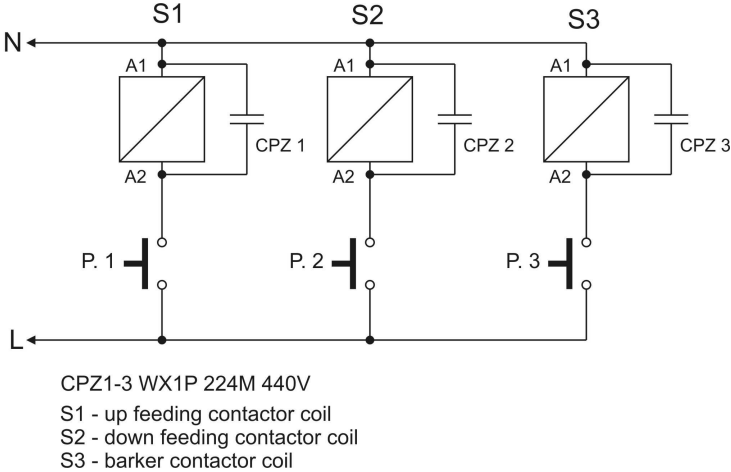 S1 S2 S3
N
A1 A1 A1
CPZ 1 CPZ 2 CPZ 3
A2 A2 A2
P. 1 P. 2 P. 3
L
CPZ1-3 WX1P 224M 440V
S1 - up feeding contactor coil
S2 - down feeding contactor coil
S3 - barker contactor coil